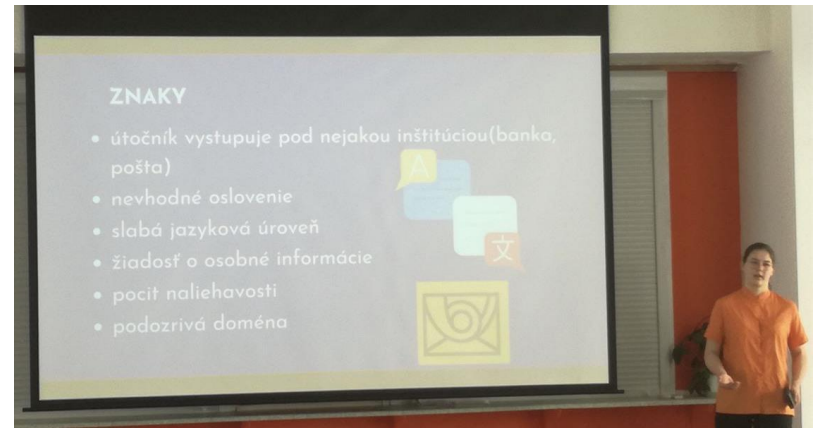 ZNAKY
• útočník vystupuje pod nejakou inštitúciou(banka,
pošta)
• nevhodné oslovenie
• slabá jazyková úroveň
• žiadosť o osobné informácie
• pocit naliehavosti
• podozrivá doména
A
文